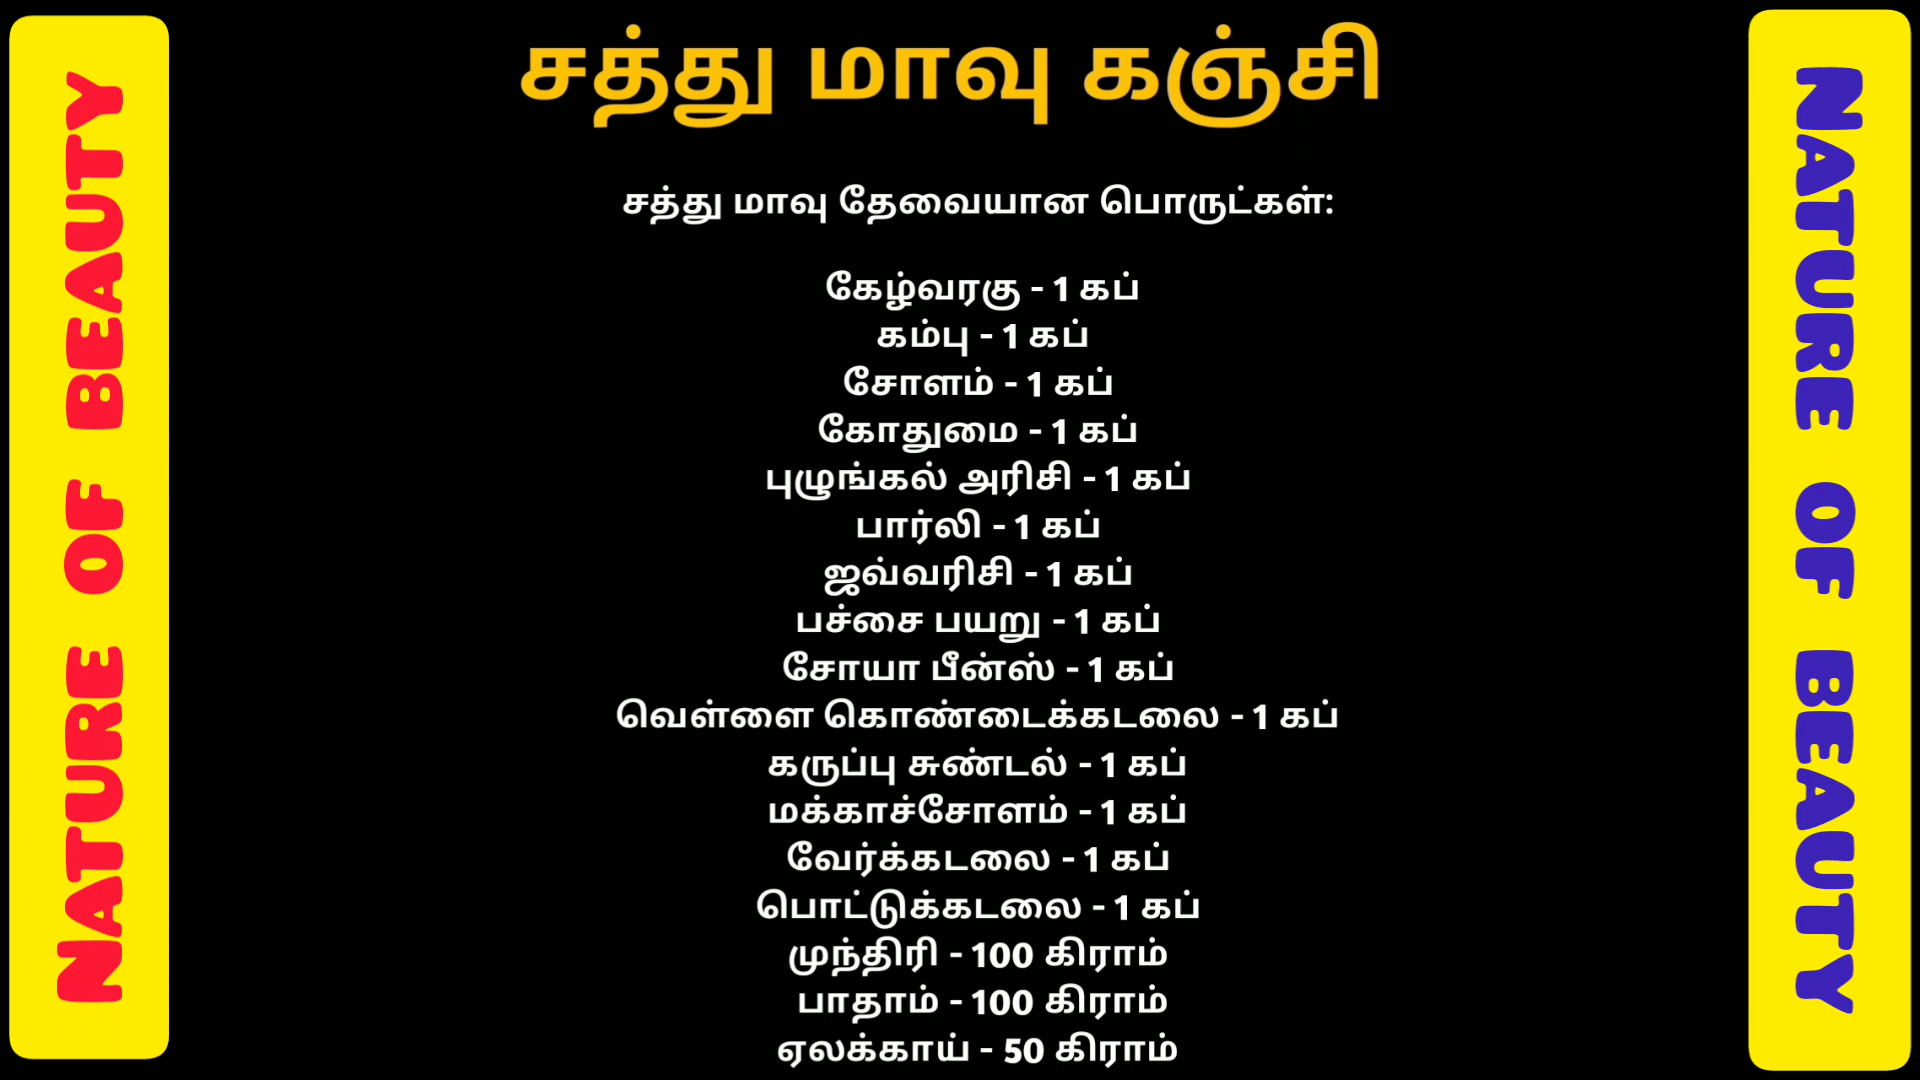 NATURE OF BEAUTY
சத்து மாவு கஞ்சி
சத்து மாவு தேவையான பொருட்கள்:
கேழ்வரகு - 1 கப்
கம்பு - 1 கப்
சோளம் - 1 கப்
கோதுமை - 1 கப்
புழுங்கல் அரிசி - 1 கப்
பார்லி - 1 கப்
ஜவ்வரிசி - 1 கப்
பச்சை பயறு - 1 கப்
சோயா பீன்ஸ் - 1 கப்
வெள்ளை கொண்டைக்கடலை - 1 கப்
கருப்பு சுண்டல் - 1 கப்
மக்காச்சோளம் - 1 கப்
வேர்க்கடலை - 1 கப்
பொட்டுக்கடலை - 1 கப்
முந்திரி - 100 கிராம்
பாதாம் - 100 கிராம்
ஏலக்காய் - 50 கிராம்
NATURE OF BEAUTY